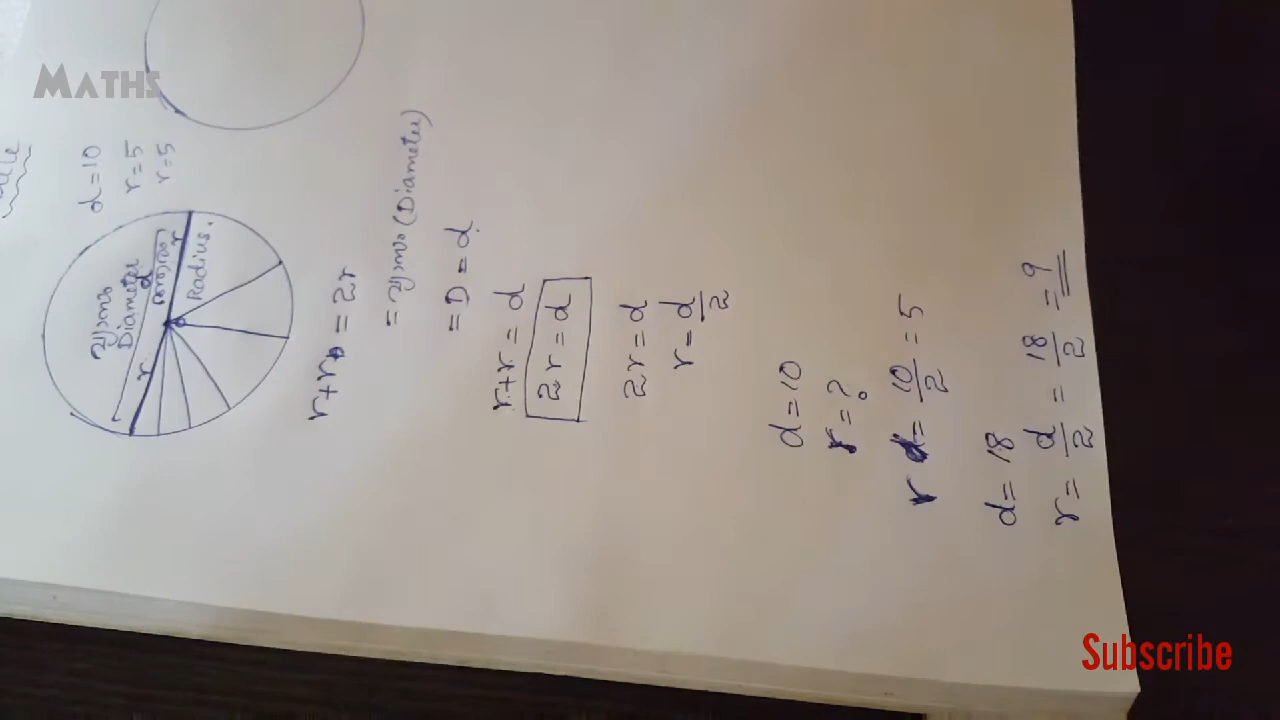 MATHS
d=10
r=5
r=5
വ്യാസം
Diameter
d
r
r
Radius.
r+r = 2r
= വ്യാസം (Diameter)
= D = d
r+r = d
2r = d
2r = d
r = d/2
d=10
r=?
r = 10/2 = 5
d= 18
r= d/2 = 18/2 = 9
Subscribe